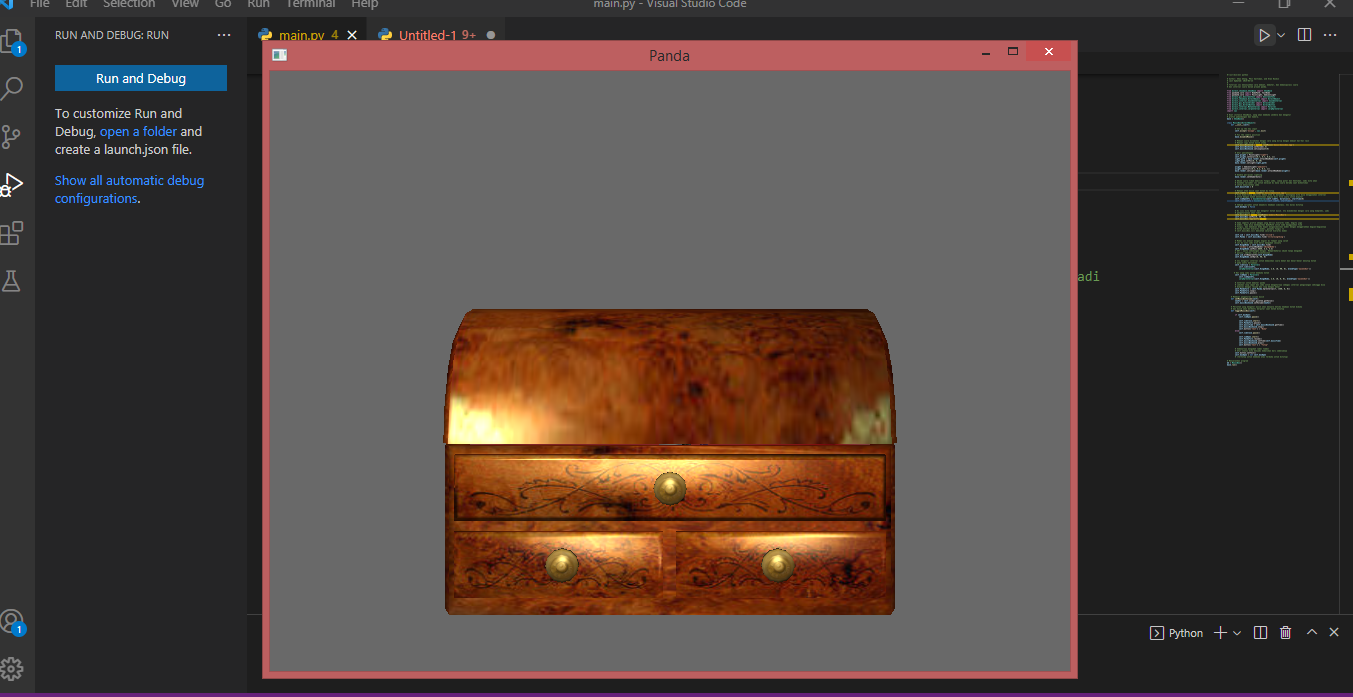 File Edit Selection View Go Run Terminal Help
main.py - Visual Studio Code
RUN AND DEBUG: RUN
main.py 4
Untitled-1 9+
1
Run and Debug
To customize Run and
Debug, open a folder and
create a launch.json file.
Show all automatic debug
configurations.
Panda
adi
Python
1